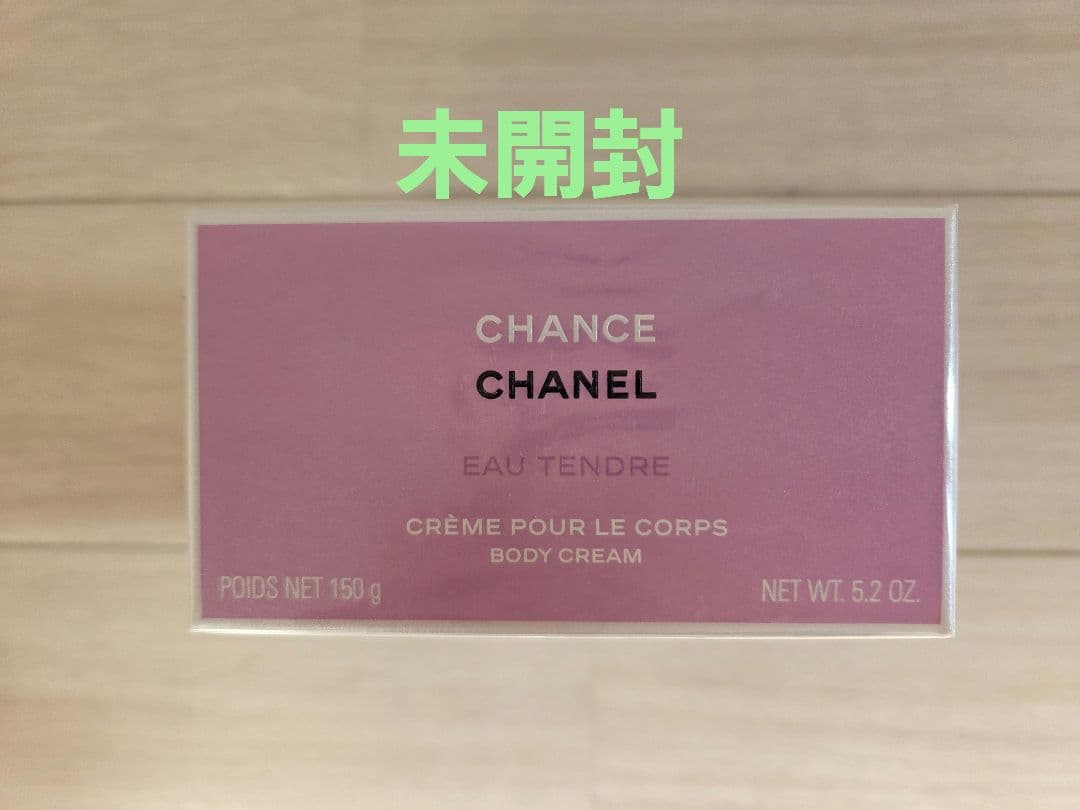 未開封
CHANCE
CHANEL
EAU TENDRE
CRÈME POUR LE CORPS
BODY CREAM
POIDS NET 150 g
NET WT. 5.2 OZ.